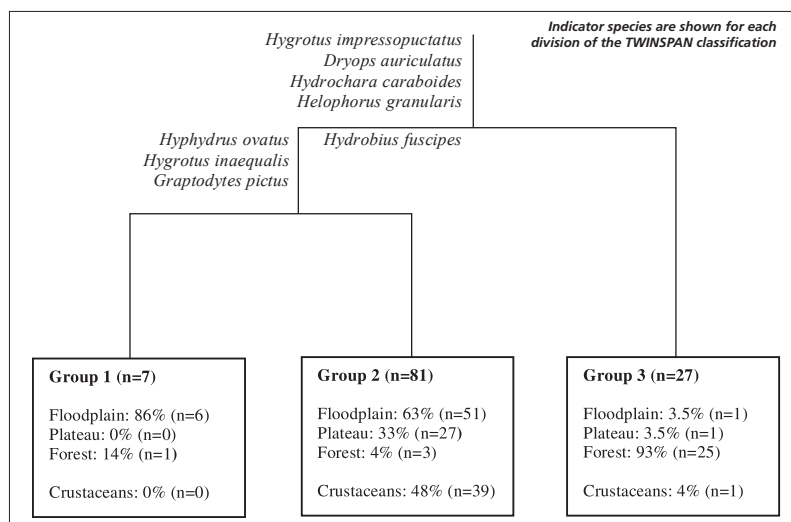 Indicator species are shown for each
division of the TWINSPAN classification
Hygrotus impressopuctatus
Dryops auriculatus
Hydrochara caraboides
Helophorus granularis
Hyphydrus ovatus
Hygrotus inaequalis
Graptodytes pictus
Hydrobius fuscipes
Group 1 (n=7)
Floodplain: 86% (n=6)
Plateau: 0% (n=0)
Forest: 14% (n=1)
Crustaceans: 0% (n=0)
Group 2 (n=81)
Floodplain: 63% (n=51)
Plateau: 33% (n=27)
Forest: 4% (n=3)
Crustaceans: 48% (n=39)
Group 3 (n=27)
Floodplain: 3.5% (n=1)
Plateau: 3.5% (n=1)
Forest: 93% (n=25)
Crustaceans: 4% (n=1)